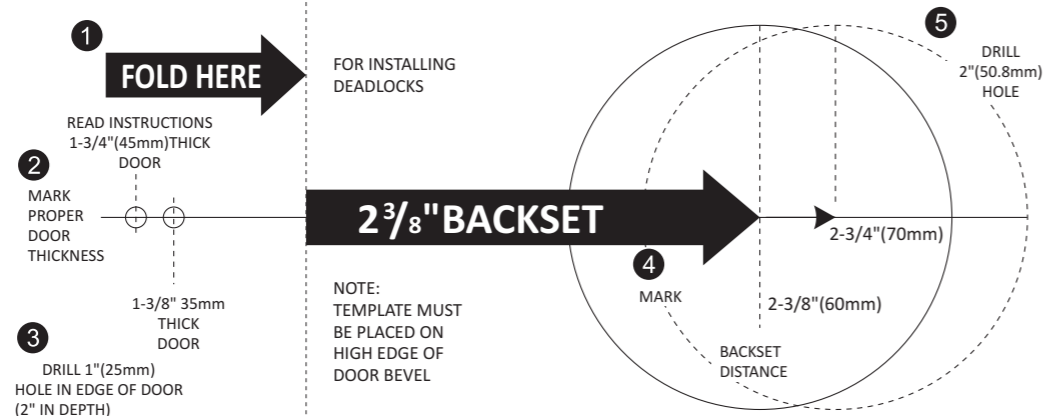 1
FOLD HERE
FOR INSTALLING
DEADLOCKS
READ INSTRUCTIONS
1-3/4"(45mm)THICK
DOOR
2
MARK
PROPER
DOOR
THICKNESS
1-3/8" 35mm
THICK
DOOR
3
DRILL 1"(25mm)
HOLE IN EDGE OF DOOR
(2" IN DEPTH)
2 3/8"BACKSET
NOTE:
TEMPLATE MUST
BE PLACED ON
HIGH EDGE OF
DOOR BEVEL
4
MARK
2-3/4"(70mm)
2-3/8"(60mm)
BACKSET
DISTANCE
5
DRILL
2"(50.8mm)
HOLE